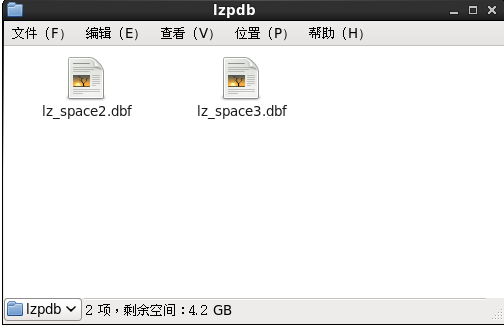 lzpdb
文件（F） 编辑（E） 查看（V） 位置（P） 帮助（H）
lz_space2.dbf lz_space3.dbf
lzpdb 2 项，剩余空间：4.2 GB